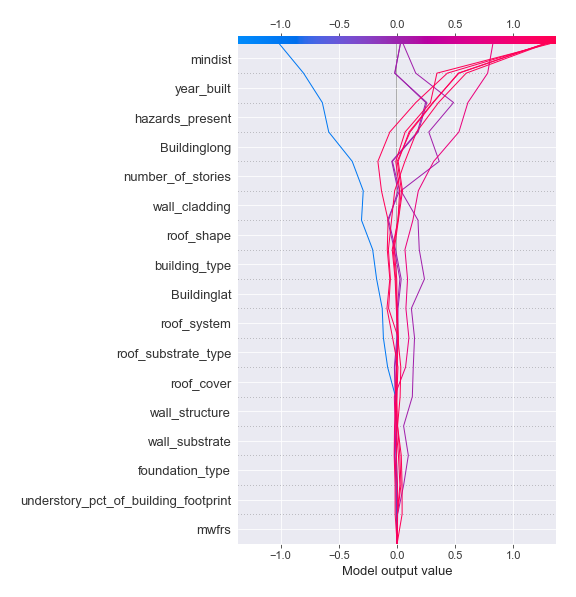 −1.0 −0.5 0.0 0.5 1.0
mindist
year_built
hazards_present
Buildinglong
number_of_stories
wall_cladding
roof_shape
building_type
Buildinglat
roof_system
roof_substrate_type
roof_cover
wall_structure
wall_substrate
foundation_type
understory_pct_of_building_footprint
mwfrs
−1.0 −0.5 0.0 0.5 1.0
Model output value